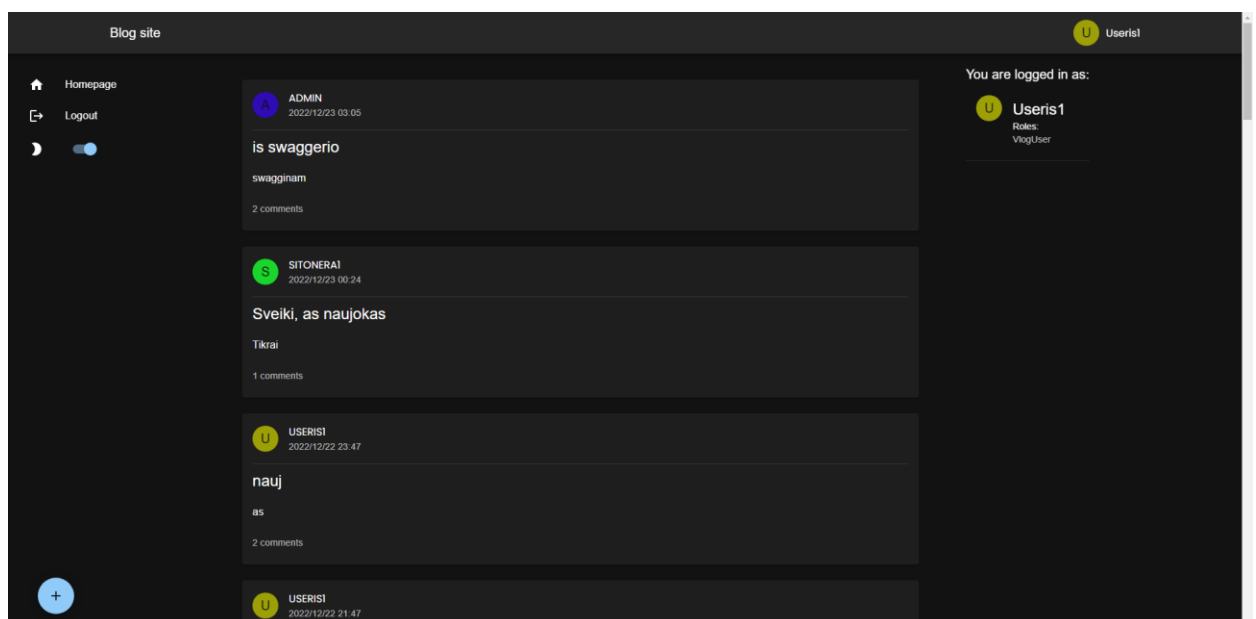 Blog site
U Useris1
Homepage
Logout
A ADMIN
2022/12/23 03:05
is swaggerio
swagginam
2 comments
S SITONERA1
2022/12/23 00:24
Sveiki, as naujokas
Tikrai
1 comments
U USERIS1
2022/12/22 23:47
nauj
as
2 comments
U USERIS1
2022/12/22 21:47
You are logged in as:
U Useris1
Roles:
VlogUser
+